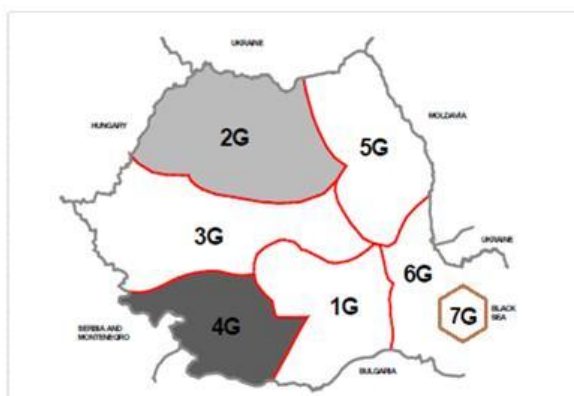 UKRAINE
HUNGARY
2G
5G
MOLDAVIA
3G
6G
UKRAINE
SERBIA AND
MONTENEGRO
4G
1G
7G
BLACK
SEA
BULGARIA